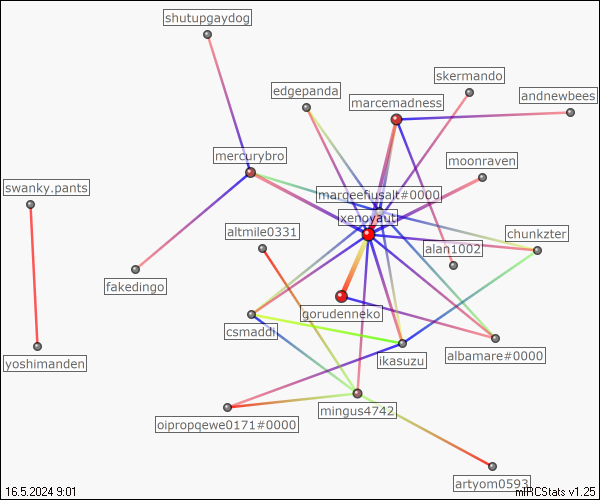 shutupgaydog
skermando
edgepanda
marcemadness
andnewbees
mercurybro
moonraven
swanky.pants
marqeefiusalt#0000
xenoyaut
altmile0331
chunkzter
alan1002
fakedingo
gorudenneko
csmaddi
albamare#0000
yoshimanden
ikasuzu
mingus4742
oipropqewe0171#0000
artyom0593
16.5.2024 9:01
mIRCStats v1.25